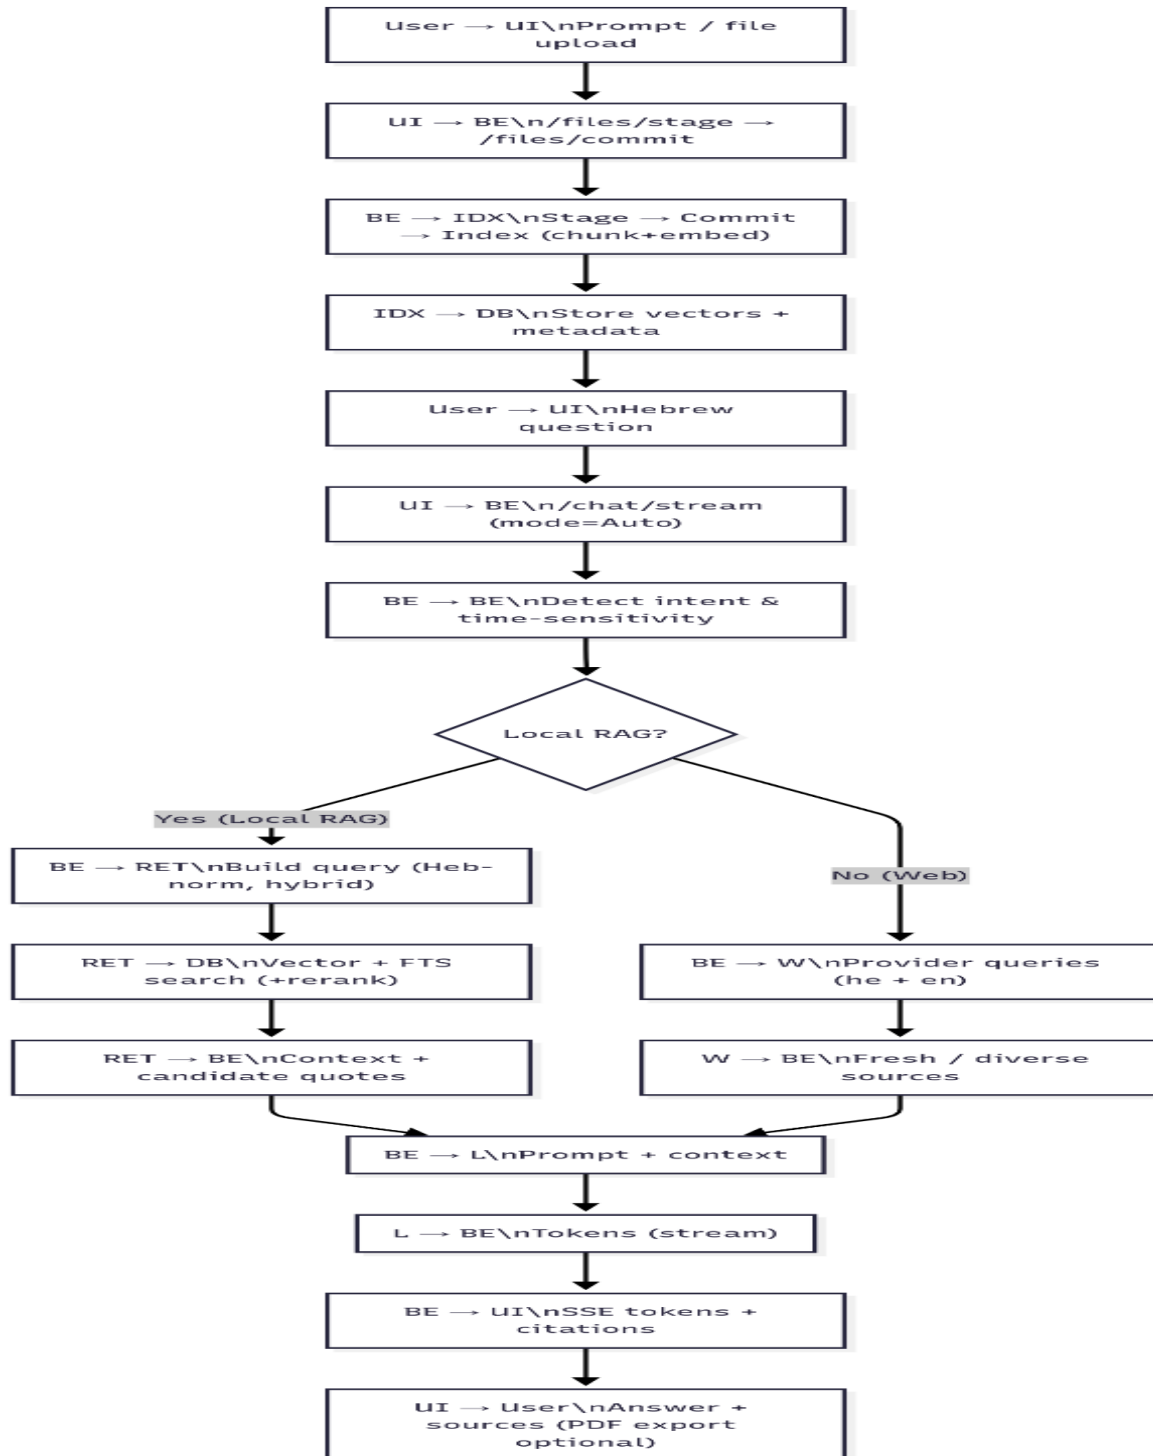 User → UI\nPrompt / file
upload
UI → BE\n/files/stage →
/files/commit
BE → IDX\nStage → Commit
→ Index (chunk+embed)
IDX → DB\nStore vectors +
metadata
User → UI\nHebrew
question
UI → BE\n/chat/stream
(mode=Auto)
BE → BE\nDetect intent &
time-sensitivity
Local RAG?
Yes (Local RAG)
BE → RET\nBuild query (Heb-
norm, hybrid)
No (Web)
RET → DB\nVector + FTS
search (+rerank)
BE → W\nProvider queries
(he + en)
RET → BE\nContext +
candidate quotes
W → BE\nFresh / diverse
sources
BE → L\nPrompt + context
L → BE\nTokens (stream)
BE → UI\nSSE tokens +
citations
UI → User\nAnswer +
sources (PDF export
optional)